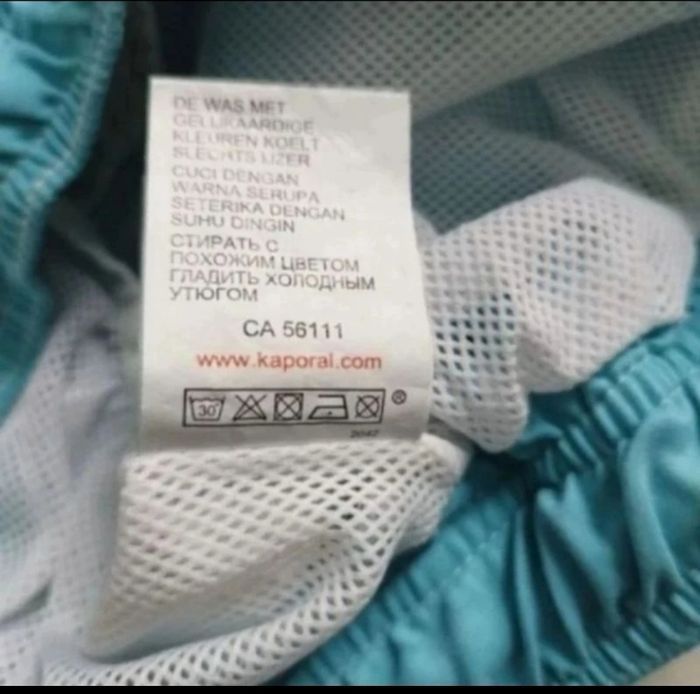 DE WAS MET
GELIJKAARDIGE
KLEUREN KOELT
SLECHTS IJZER
CUCI DENGAN
WARNA SERUPA
SETERIKA DENGAN
SUHU DINGIN
СТИРАТЬ С
ПОХОЖИМ ЦВЕТОМ
ГЛАДИТЬ ХОЛОДНЫМ
УТЮГОМ
CA 56111
www.kaporal.com
30° ®